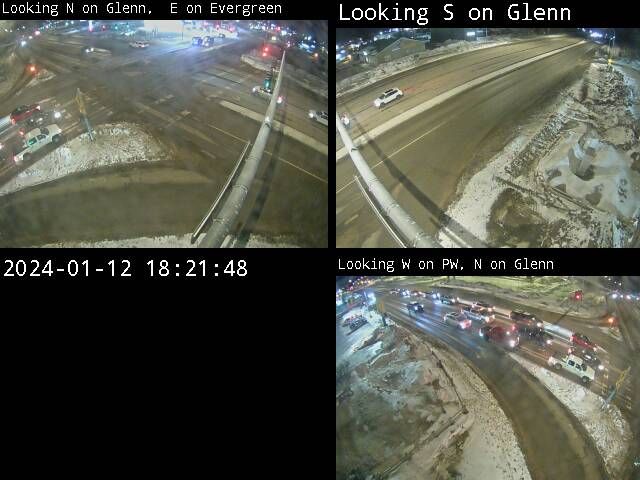 Looking N on Glenn,  E on Evergreen
Looking S on Glenn
2024-01-12 18:21:48
Looking W on PW, N on Glenn